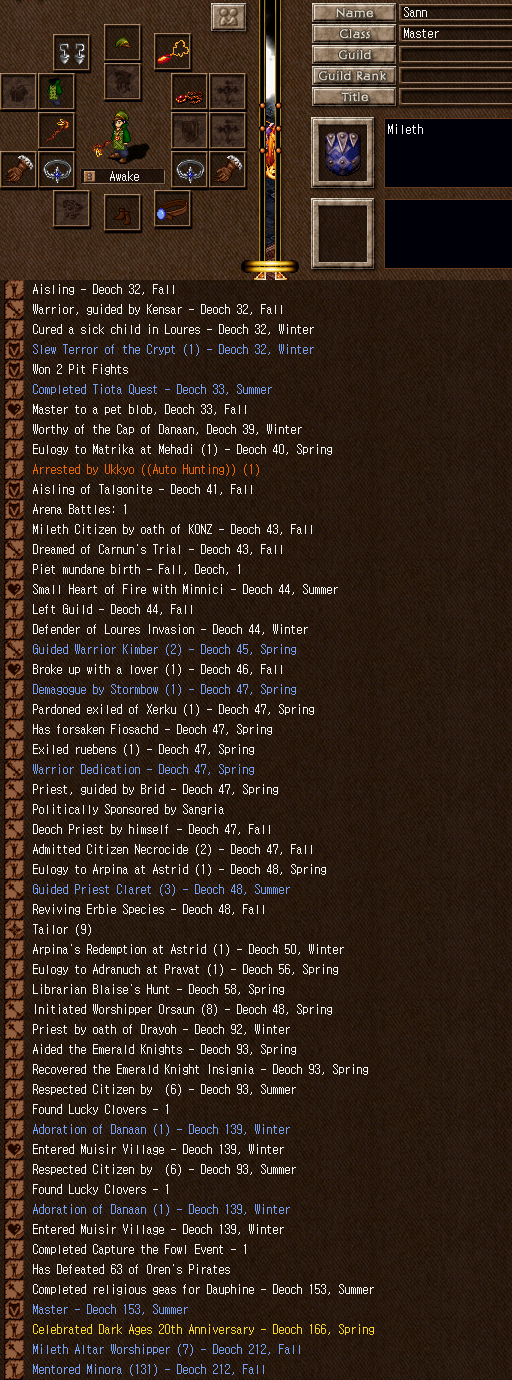 Name
Sann
Class
Master
Guild
Guild Rank
Title
Mileth
Awake
Aisling - Deoch 32, Fall
Warrior, guided by Kensar - Deoch 32, Fall
Cured a sick child in Loures - Deoch 32, Winter
Slew Terror of the Crypt (1) - Deoch 32, Winter
Won 2 Pit Fights
Completed Tiota Quest - Deoch 33, Summer
Master to a pet blob, Deoch 33, Fall
Worthy of the Cap of Danaan, Deoch 39, Winter
Eulogy to Matrika at Mehadi (1) - Deoch 40, Spring
Arrested by Ukkyo ((Auto Hunting)) (1)
Aisling of Talgonite - Deoch 41, Fall
Arena Battles: 1
Mileth Citizen by oath of KONZ - Deoch 43, Fall
Dreamed of Carnun's Trial - Deoch 43, Fall
Piet mundane birth - Fall, Deoch, 1
Small Heart of Fire with Minnici - Deoch 44, Summer
Left Guild - Deoch 44, Fall
Defender of Loures Invasion - Deoch 44, Winter
Guided Warrior Kimber (2) - Deoch 45, Spring
Broke up with a lover (1) - Deoch 46, Fall
Demagogue by Stormbow (1) - Deoch 47, Spring
Pardoned exiled of Xerku (1) - Deoch 47, Spring
Has forsaken Fiosachd - Deoch 47, Spring
Exiled ruebens (1) - Deoch 47, Spring
Warrior Dedication - Deoch 47, Spring
Priest, guided by Brid - Deoch 47, Spring
Politically Sponsored by Sangria
Deoch Priest by himself - Deoch 47, Fall
Admitted Citizen Necrocide (2) - Deoch 47, Fall
Eulogy to Arpina at Astrid (1) - Deoch 48, Spring
Guided Priest Claret (3) - Deoch 48, Summer
Reviving Erbie Species - Deoch 48, Fall
Tailor (9)
Arpina's Redemption at Astrid (1) - Deoch 50, Winter
Eulogy to Adranuch at Pravat (1) - Deoch 56, Spring
Librarian Blaise's Hunt - Deoch 58, Spring
Initiated Worshipper Orsaun (8) - Deoch 48, Spring
Priest by oath of Drayoh - Deoch 92, Winter
Aided the Emerald Knights - Deoch 93, Spring
Recovered the Emerald Knight Insignia - Deoch 93, Spring
Respected Citizen by  (6) - Deoch 93, Summer
Found Lucky Clovers - 1
Adoration of Danaan (1) - Deoch 139, Winter
Entered Muisir Village - Deoch 139, Winter
Respected Citizen by  (6) - Deoch 93, Summer
Found Lucky Clovers - 1
Adoration of Danaan (1) - Deoch 139, Winter
Entered Muisir Village - Deoch 139, Winter
Completed Capture the Fowl Event - 1
Has Defeated 63 of Oren's Pirates
Completed religious geas for Dauphine - Deoch 153, Summer
Master - Deoch 153, Summer
Celebrated Dark Ages 20th Anniversary - Deoch 166, Spring
Mileth Altar Worshipper (7) - Deoch 212, Fall
Mentored Minora (131) - Deoch 212, Fall